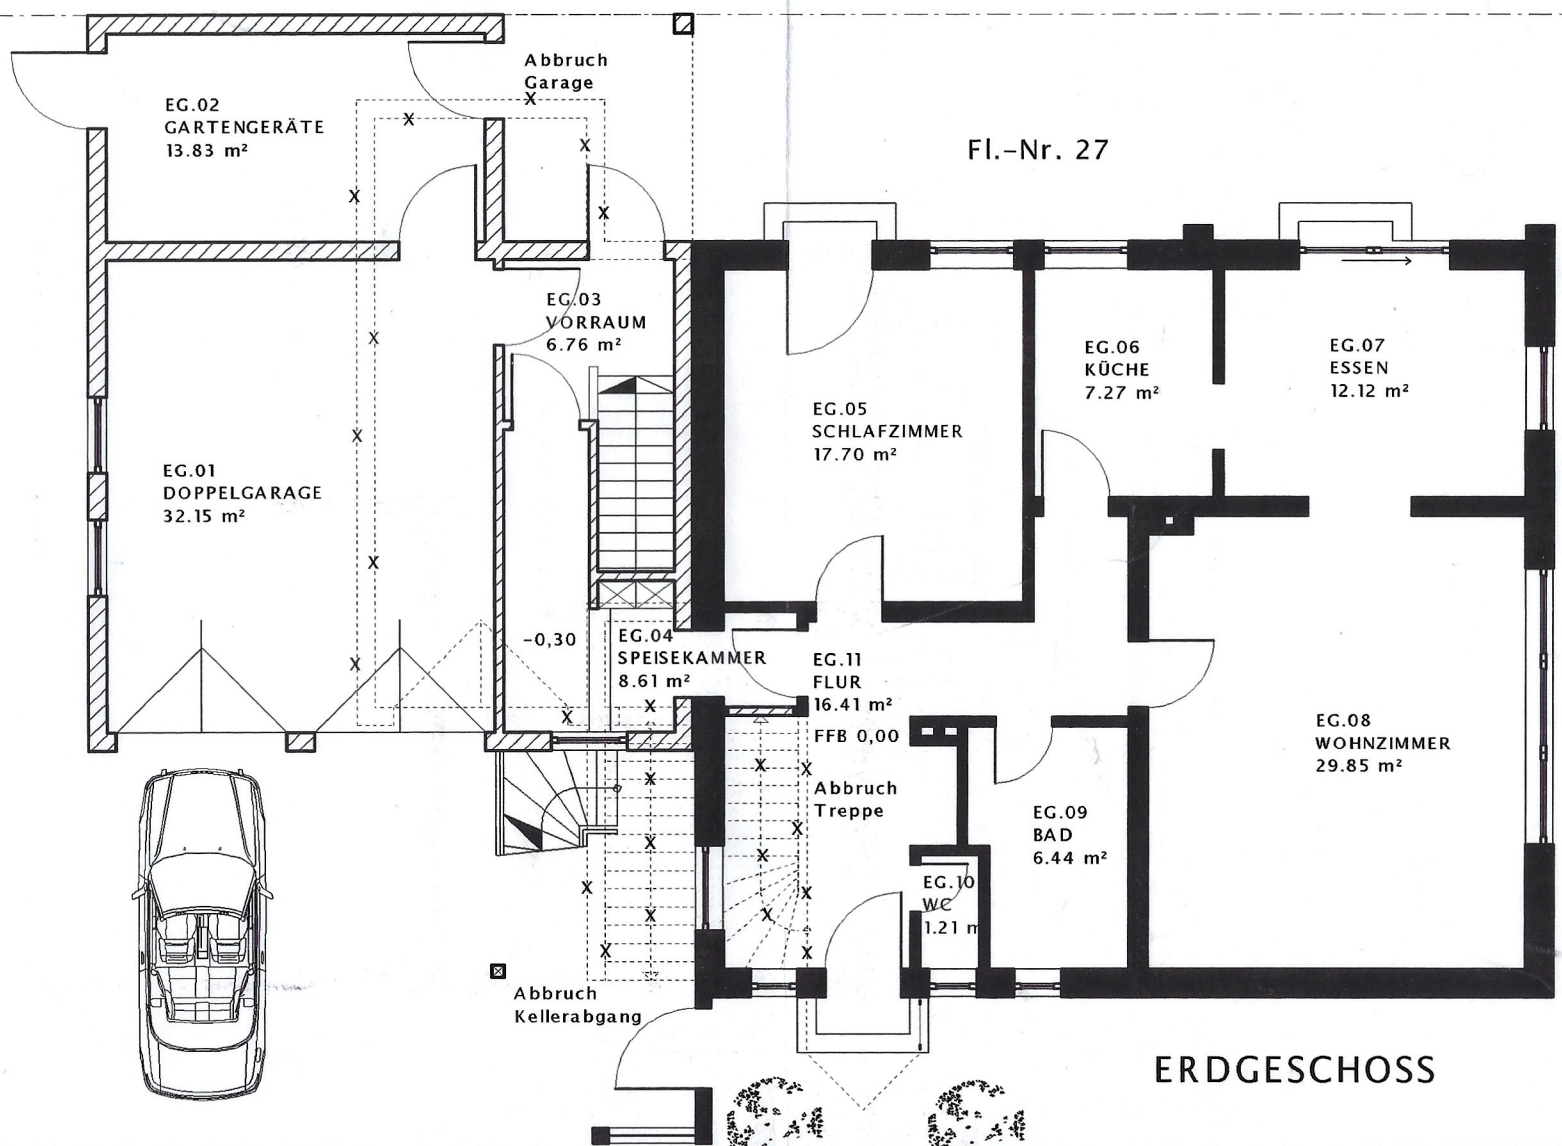 Abbruch
Garage
EG.02
GARTENGERÄTE
13.83 m²
Fl.-Nr. 27
EG.03
VORRAUM
6.76 m²
EG.06
KÜCHE
7.27 m²
EG.07
ESSEN
12.12 m²
EG.05
SCHLAFZIMMER
17.70 m²
EG.01
DOPPELGARAGE
32.15 m²
-0,30
EG.04
SPEISEKAMMER
8.61 m²
EG.11
FLUR
16.41 m²
FFB 0,00
EG.08
WOHNZIMMER
29.85 m²
Abbruch
Treppe
EG.09
BAD
6.44 m²
EG.10
WC
1.21 m
Abbruch
Kellerabgang
ERDGESCHOSS